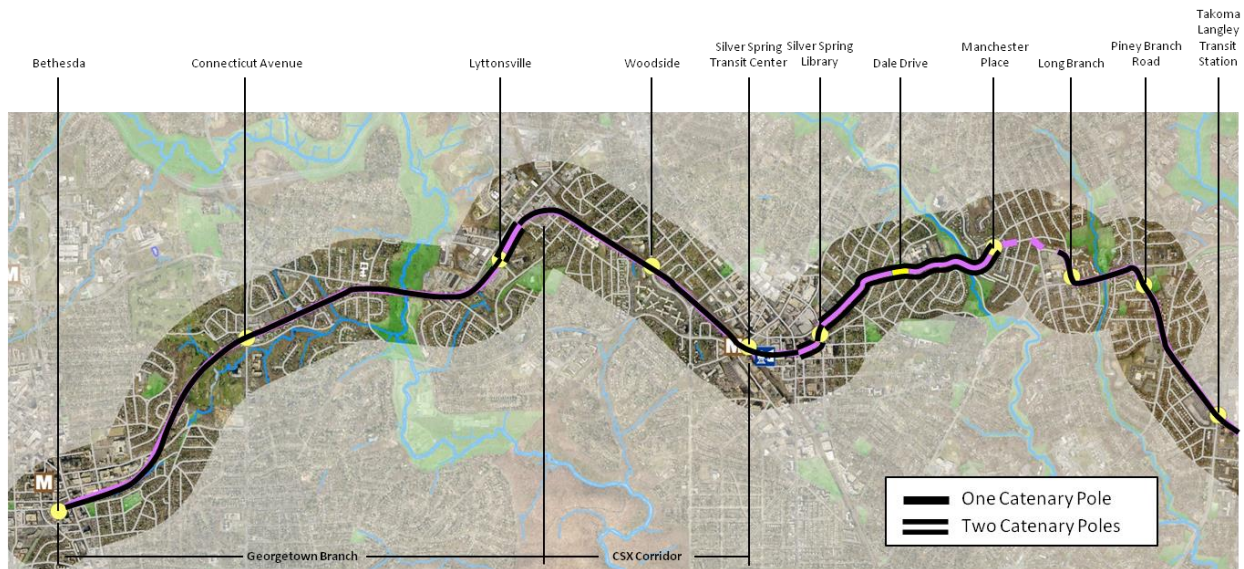 Bethesda
Connecticut Avenue
Lyttonsville
Woodside
Silver Spring
Transit Center
Silver Spring
Library
Dale Drive
Manchester
Place
Long Branch
Piney Branch
Road
Takoma
Langley
Transit
Station
M
M
M
One Catenary Pole
Two Catenary Poles
Georgetown Branch
CSX Corridor